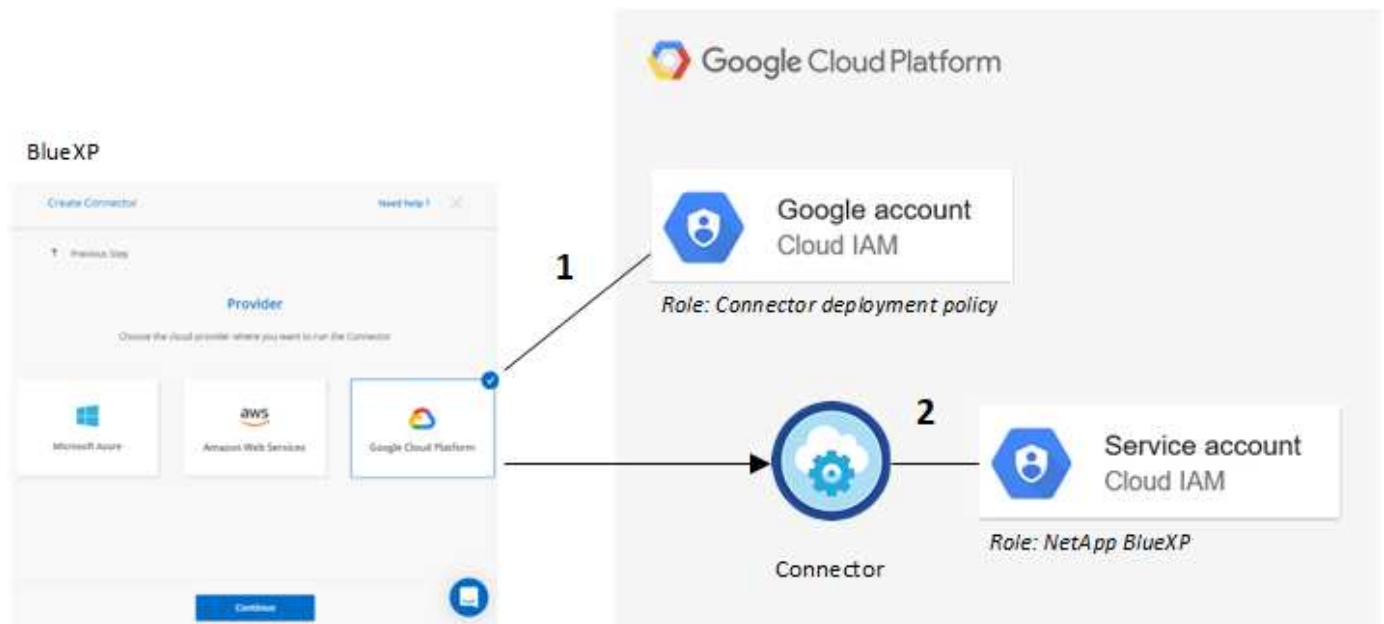 Google Cloud Platform
BlueXP
Create Connector
Need help?
Previous Step
Provider
Choose the cloud provider where you want to run the Connector
Microsoft Azure
aws
Amazon Web Services
Google Cloud Platform
Continue
1
Google account
Cloud IAM
Role: Connector deployment policy
2
Connector
Service account
Cloud IAM
Role: NetApp BlueXP